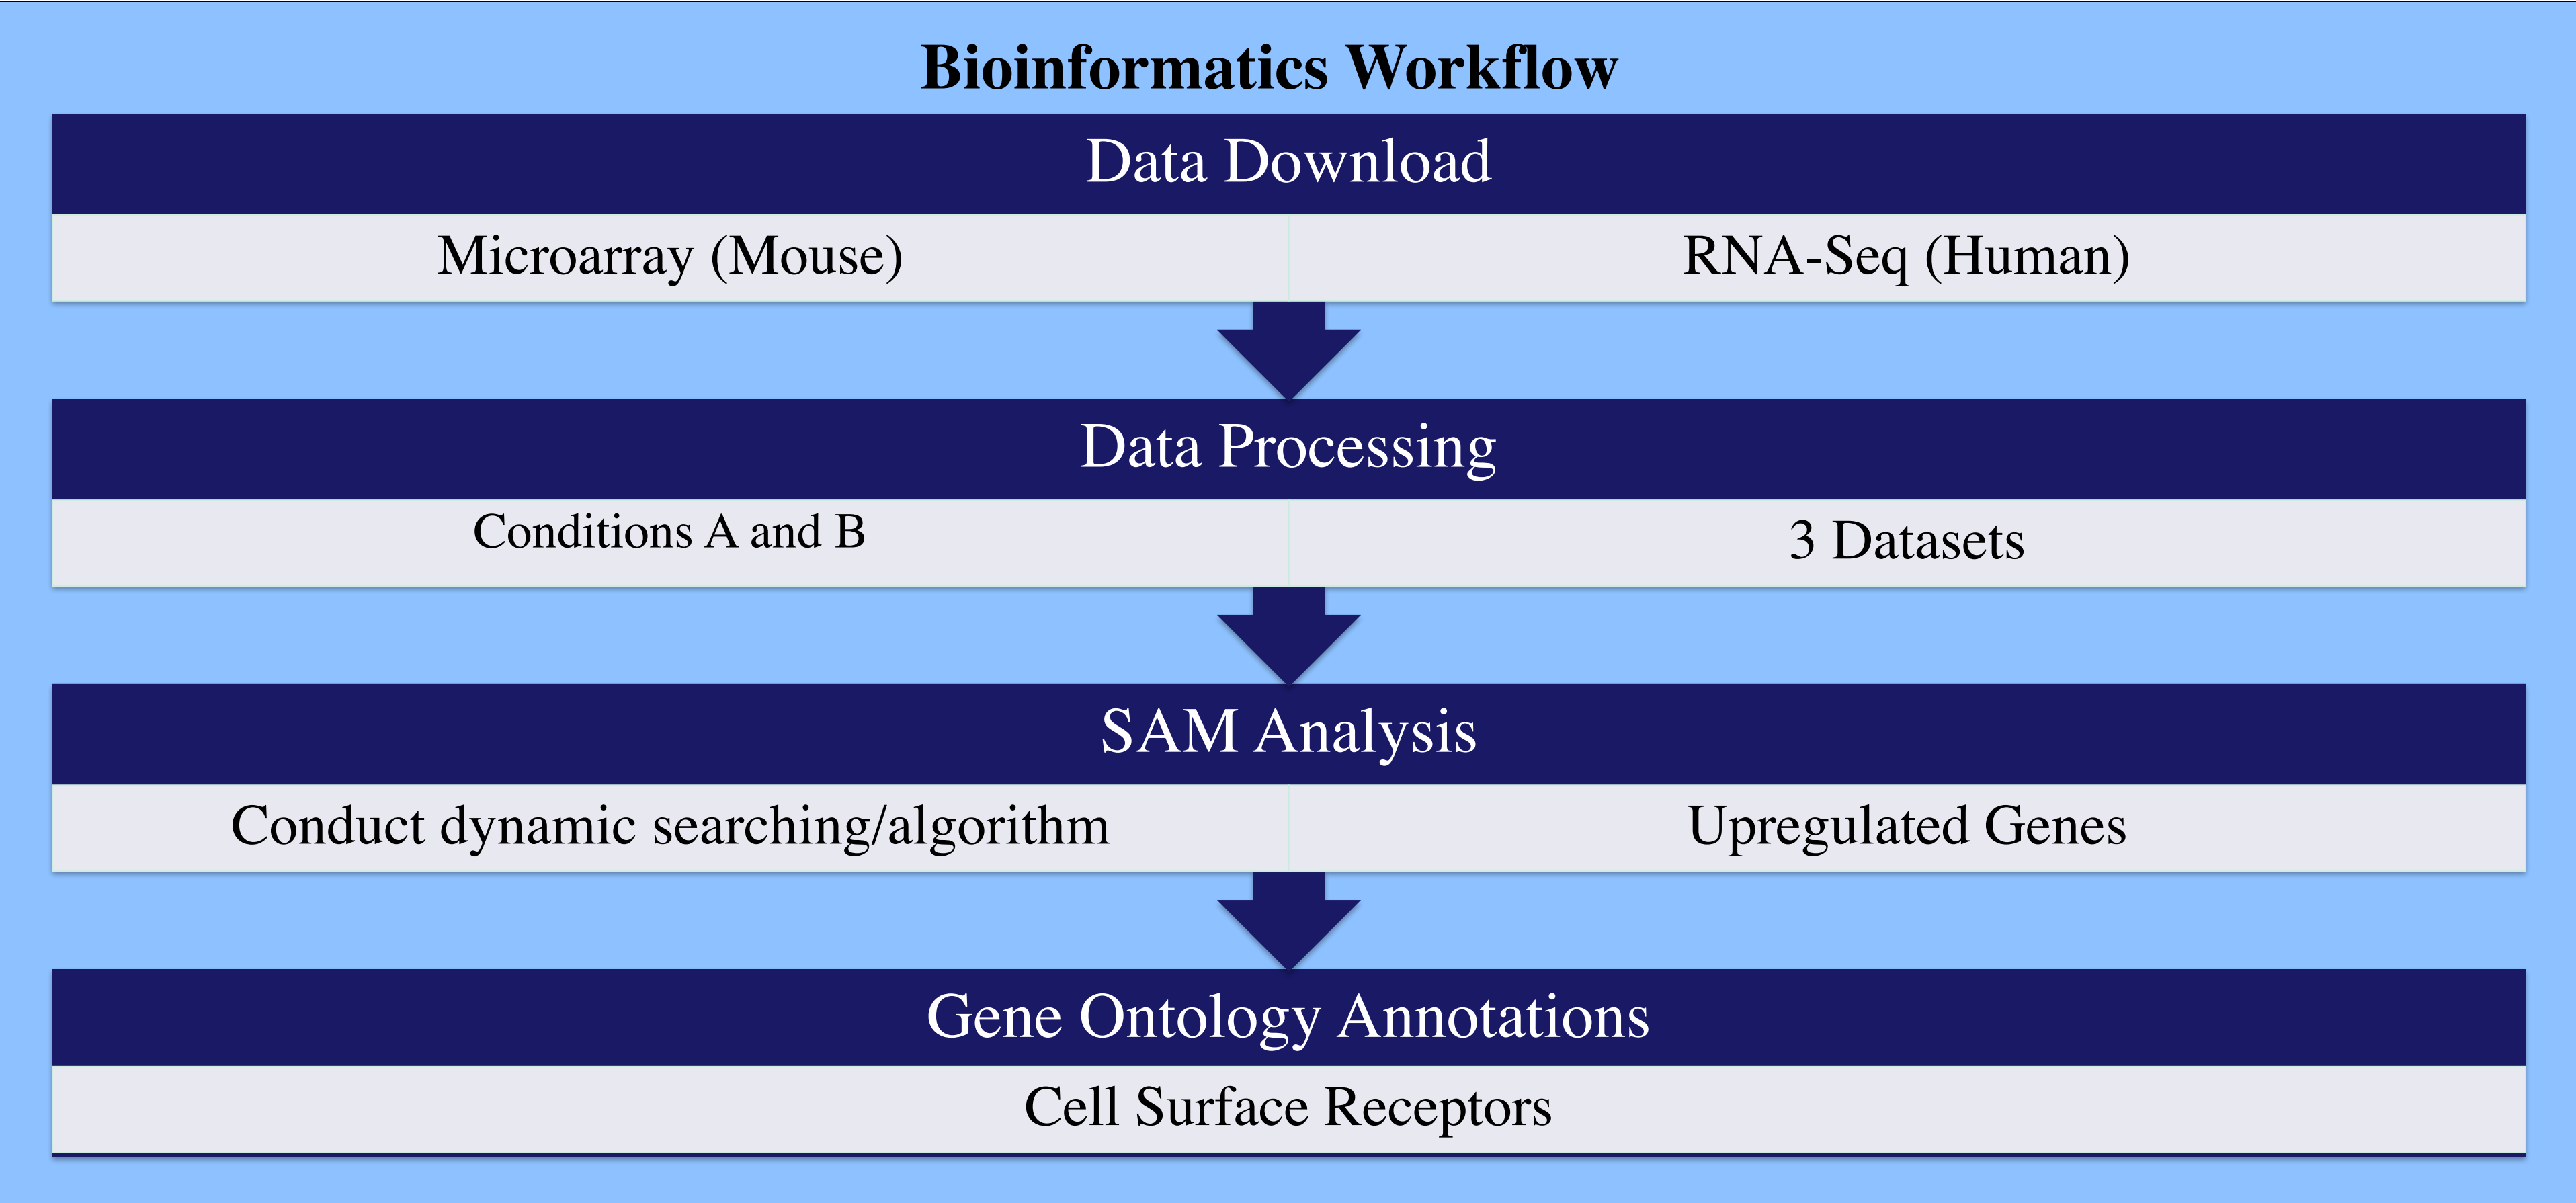 Bioinformatics Workflow
Data Download
Microarray (Mouse)
RNA-Seq (Human)
Data Processing
Conditions A and B
3 Datasets
SAM Analysis
Conduct dynamic searching/algorithm
Upregulated Genes
Gene Ontology Annotations
Cell Surface Receptors